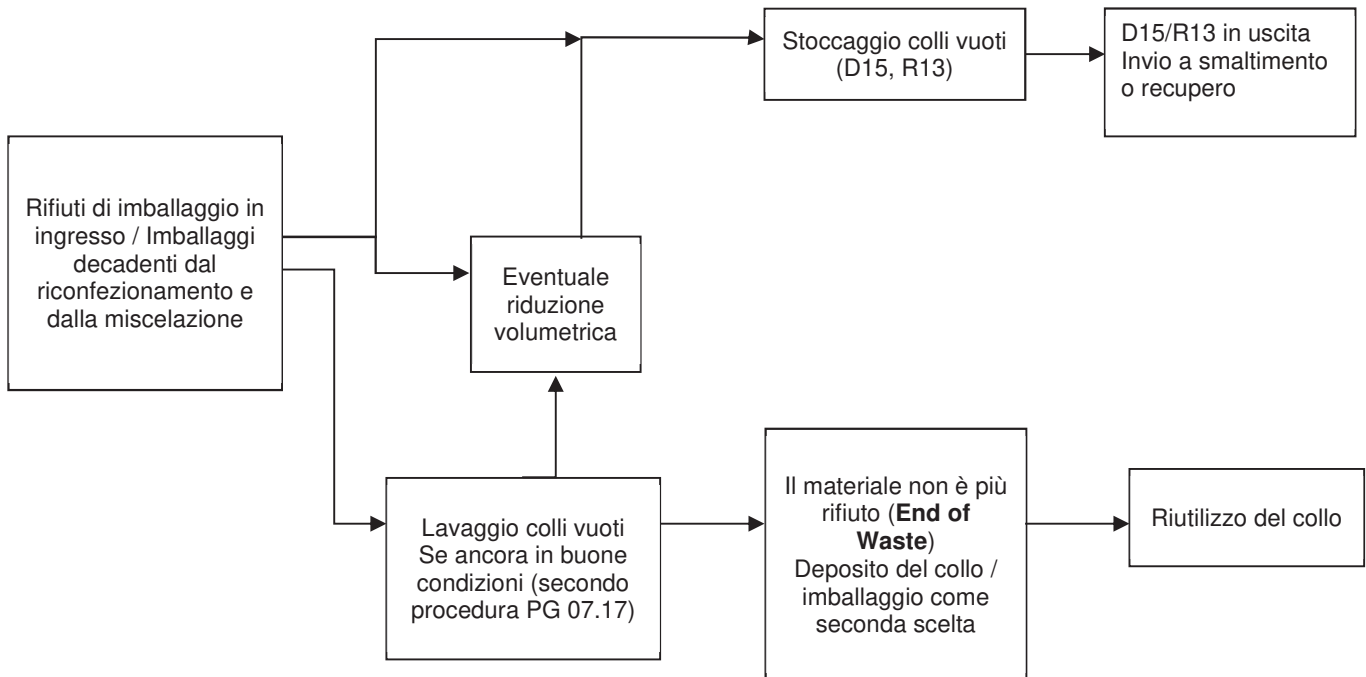 Stoccaggio colli vuoti
(D15, R13)
D15/R13 in uscita
Invio a smaltimento
o recupero
Rifiuti di imballaggio in
ingresso / Imballaggi
decadenti dal
riconfezionamento e
dalla miscelazione
Eventuale
riduzione
volumetrica
Lavaggio colli vuoti
Se ancora in buone
condizioni (secondo
procedura PG 07.17)
Il materiale non è più
rifiuto (End of
Waste)
Deposito del collo /
imballaggio come
seconda scelta
Riutilizzo del collo